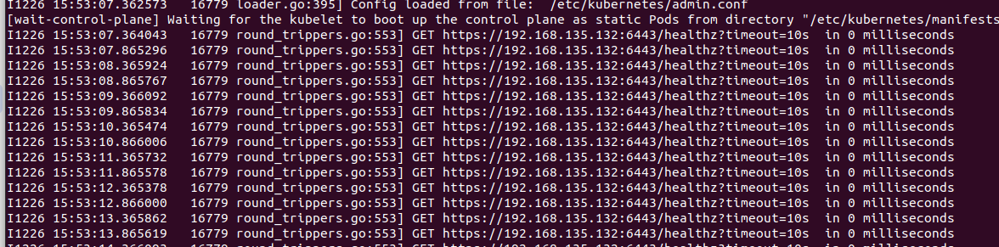 I1226 15:53:07.362573 16779 loader.go:395] Config loaded from file: /etc/kubernetes/admin.conf
[wait-control-plane] Waiting for the kubelet to boot up the control plane as static Pods from directory "/etc/kubernetes/manifests
I1226 15:53:07.364043 16779 round_trippers.go:553] GET https://192.168.135.132:6443/healthz?timeout=10s in 0 milliseconds
I1226 15:53:07.865296 16779 round_trippers.go:553] GET https://192.168.135.132:6443/healthz?timeout=10s in 0 milliseconds
I1226 15:53:08.365924 16779 round_trippers.go:553] GET https://192.168.135.132:6443/healthz?timeout=10s in 0 milliseconds
I1226 15:53:08.865767 16779 round_trippers.go:553] GET https://192.168.135.132:6443/healthz?timeout=10s in 0 milliseconds
I1226 15:53:09.366092 16779 round_trippers.go:553] GET https://192.168.135.132:6443/healthz?timeout=10s in 0 milliseconds
I1226 15:53:09.865834 16779 round_trippers.go:553] GET https://192.168.135.132:6443/healthz?timeout=10s in 0 milliseconds
I1226 15:53:10.365474 16779 round_trippers.go:553] GET https://192.168.135.132:6443/healthz?timeout=10s in 0 milliseconds
I1226 15:53:10.866006 16779 round_trippers.go:553] GET https://192.168.135.132:6443/healthz?timeout=10s in 0 milliseconds
I1226 15:53:11.365732 16779 round_trippers.go:553] GET https://192.168.135.132:6443/healthz?timeout=10s in 0 milliseconds
I1226 15:53:11.865578 16779 round_trippers.go:553] GET https://192.168.135.132:6443/healthz?timeout=10s in 0 milliseconds
I1226 15:53:12.365378 16779 round_trippers.go:553] GET https://192.168.135.132:6443/healthz?timeout=10s in 0 milliseconds
I1226 15:53:12.866000 16779 round_trippers.go:553] GET https://192.168.135.132:6443/healthz?timeout=10s in 0 milliseconds
I1226 15:53:13.365862 16779 round_trippers.go:553] GET https://192.168.135.132:6443/healthz?timeout=10s in 0 milliseconds
I1226 15:53:13.865619 16779 round_trippers.go:553] GET https://192.168.135.132:6443/healthz?timeout=10s in 0 milliseconds
16779 round_trippers.go:553] GET https://192.168.135.132:6443/healthz?timeout=10s in 0 milliseconds